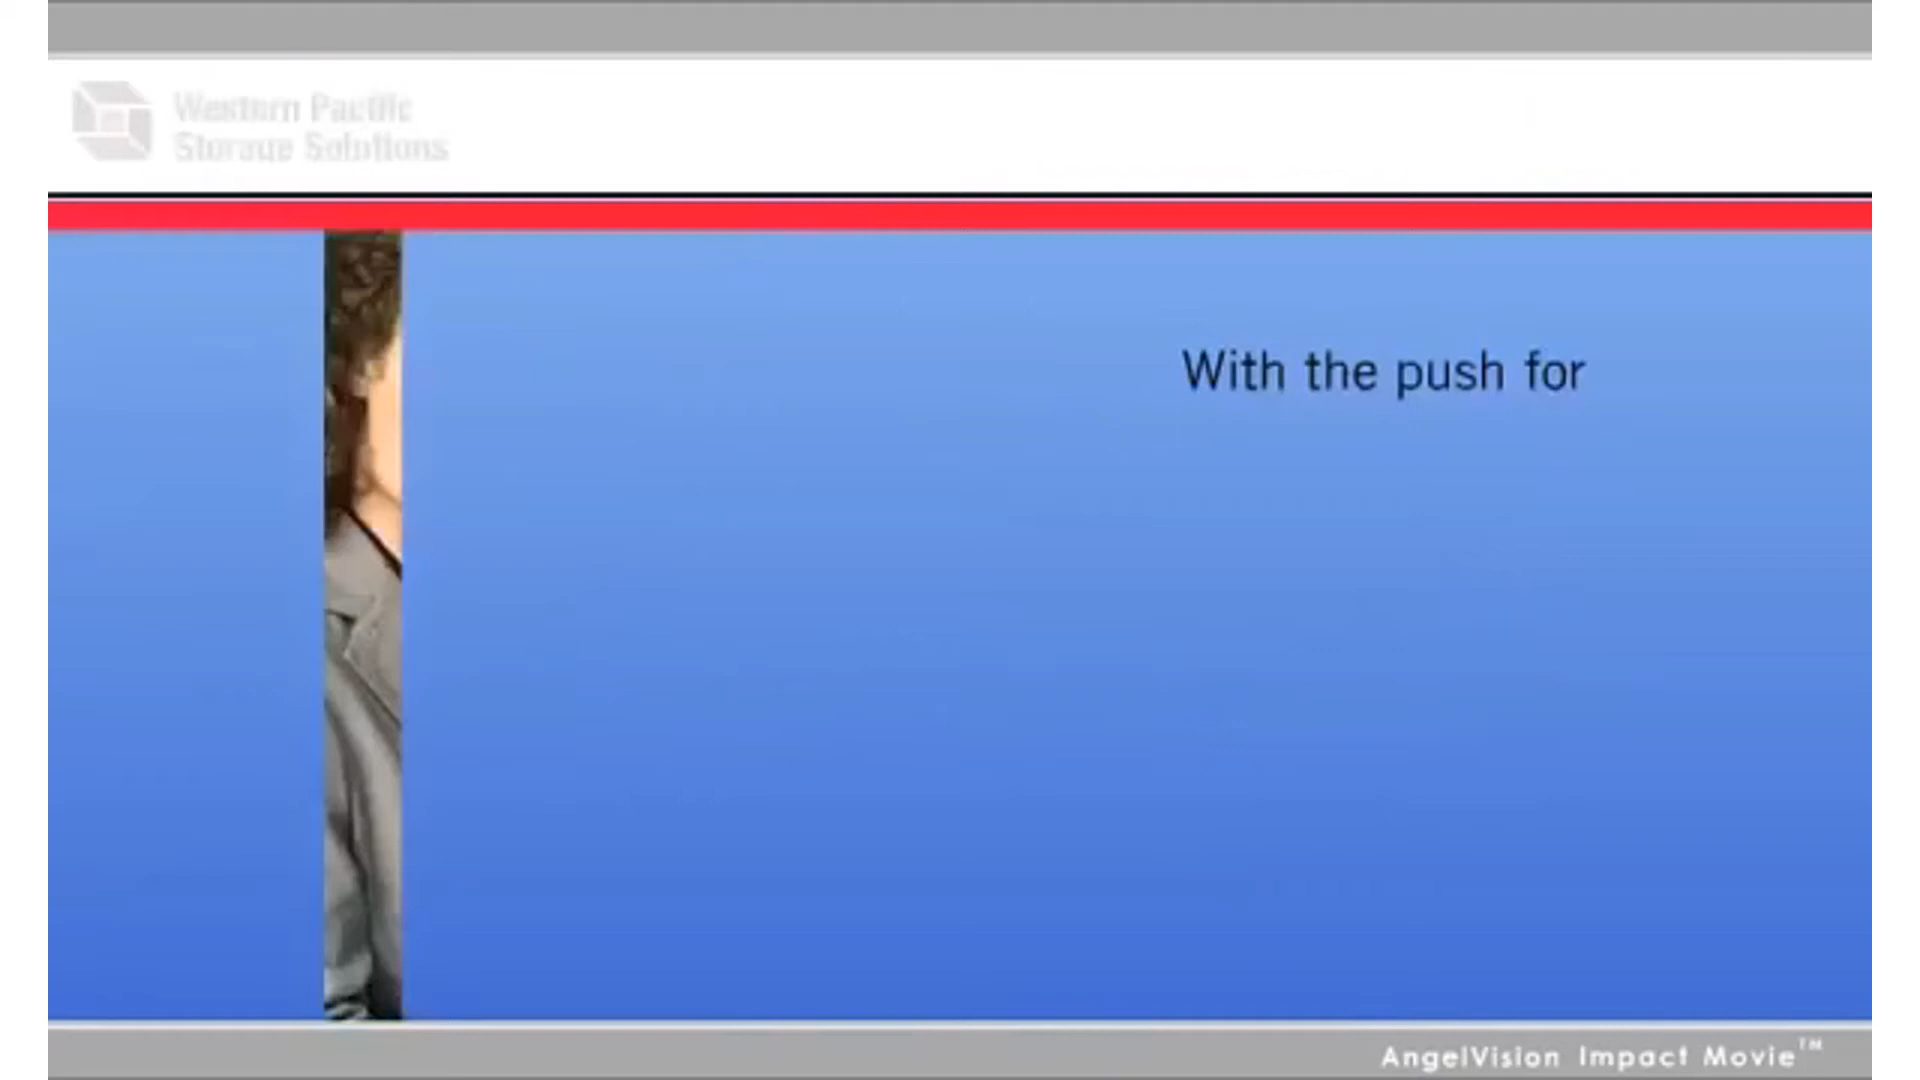 Western Pacific
Storage Solutions
With the push for
AngelVision Impact Movie™